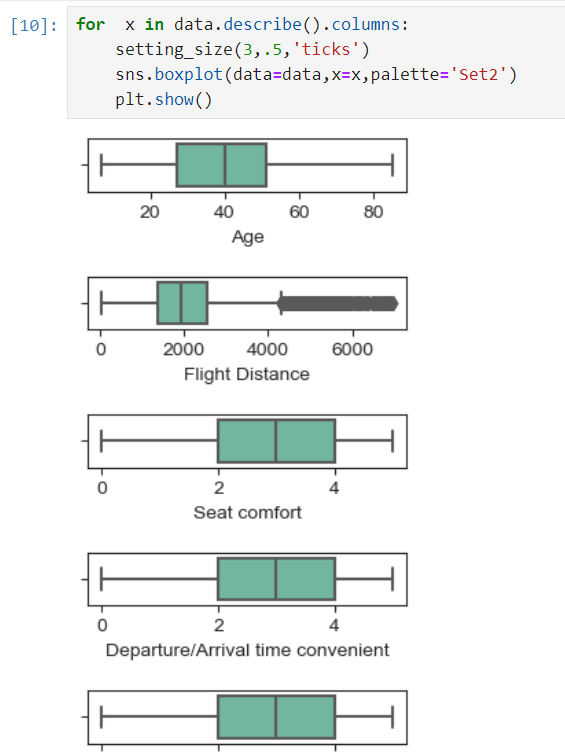 [10]: for  x in data.describe().columns:
    setting_size(3,.5,'ticks')
    sns.boxplot(data=data,x=x,palette='Set2')
    plt.show()
20 40 60 80
Age
0 2000 4000 6000
Flight Distance
0 2 4
Seat comfort
0 2 4
Departure/Arrival time convenient